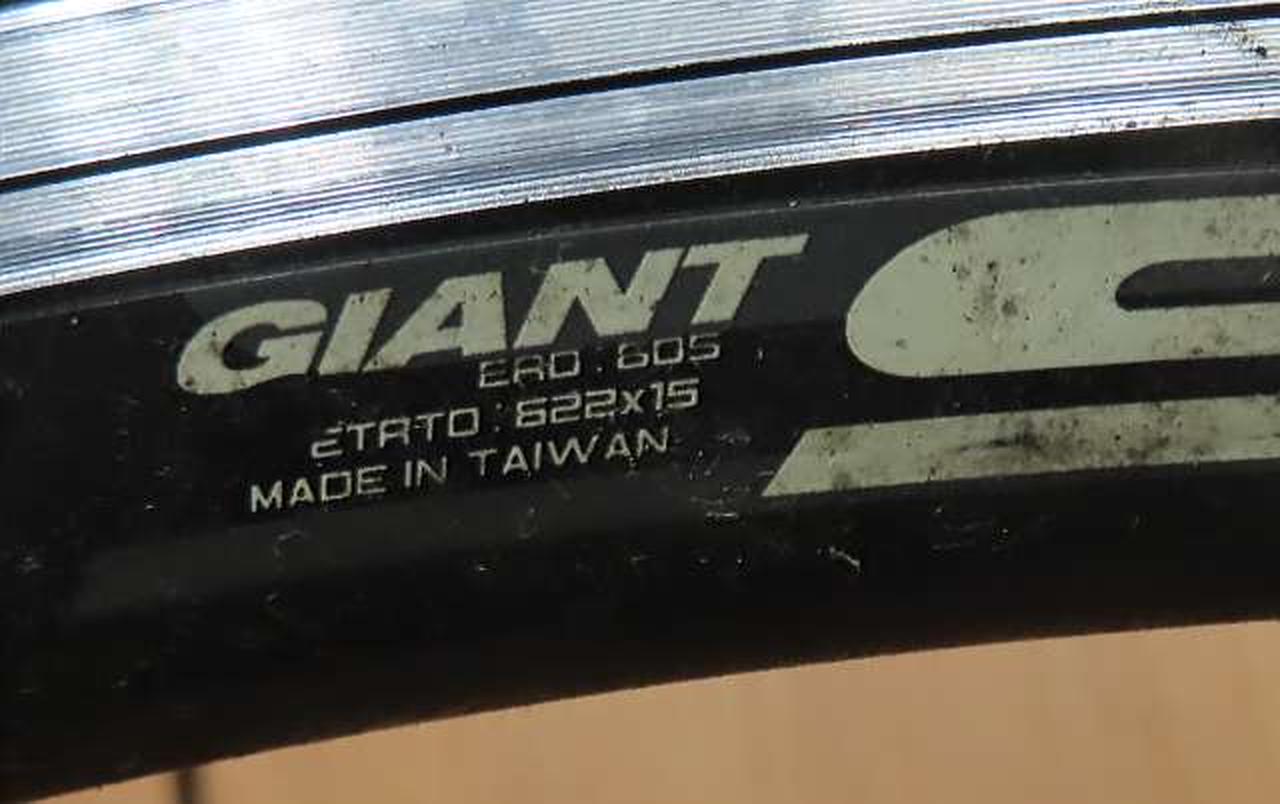 GIANT
ERD : 605
ETRTO : 622x15
MADE IN TAIWAN